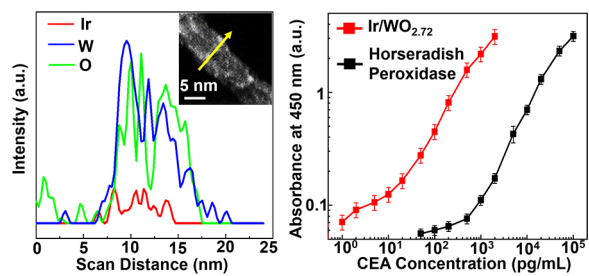 Intensity (a.u.)
Ir
W
O
5 nm
0 5 10 15 20 25
Scan Distance (nm)
Absorbance at 450 nm (a.u.)
Ir/WO2.72
Horseradish
Peroxidase
1
0.1
10^0 10^1 10^2 10^3 10^4 10^5
CEA Concentration (pg/mL)